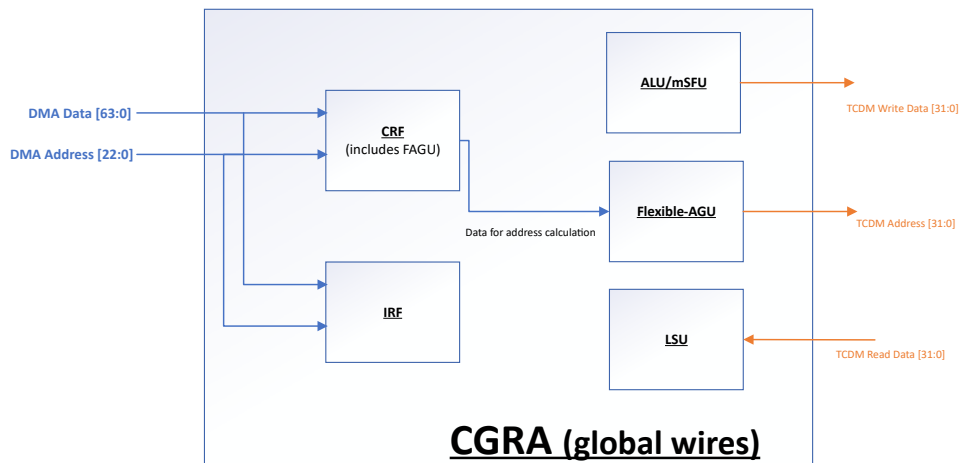 ALU/mSFU
TCDM Write Data [31:0]
DMA Data [63:0]
DMA Address [22:0]
CRF
(includes FAGU)
Data for address calculation
Flexible-AGU
TCDM Address [31:0]
IRF
LSU
TCDM Read Data [31:0]
CGRA (global wires)